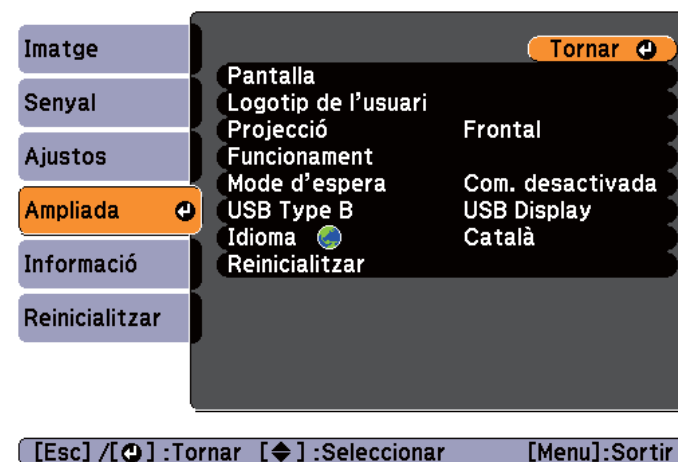 Imatge
Senyal
Ajustos
Ampliada
Informació
Reinicialitzar
Tornar
Pantalla
Logotip de l'usuari
Projecció Frontal
Funcionament
Mode d'espera Com. desactivada
USB Type B USB Display
Idioma Català
Reinicialitzar
[Esc] /[ ] :Tornar [ ] :Seleccionar [Menu]:Sortir